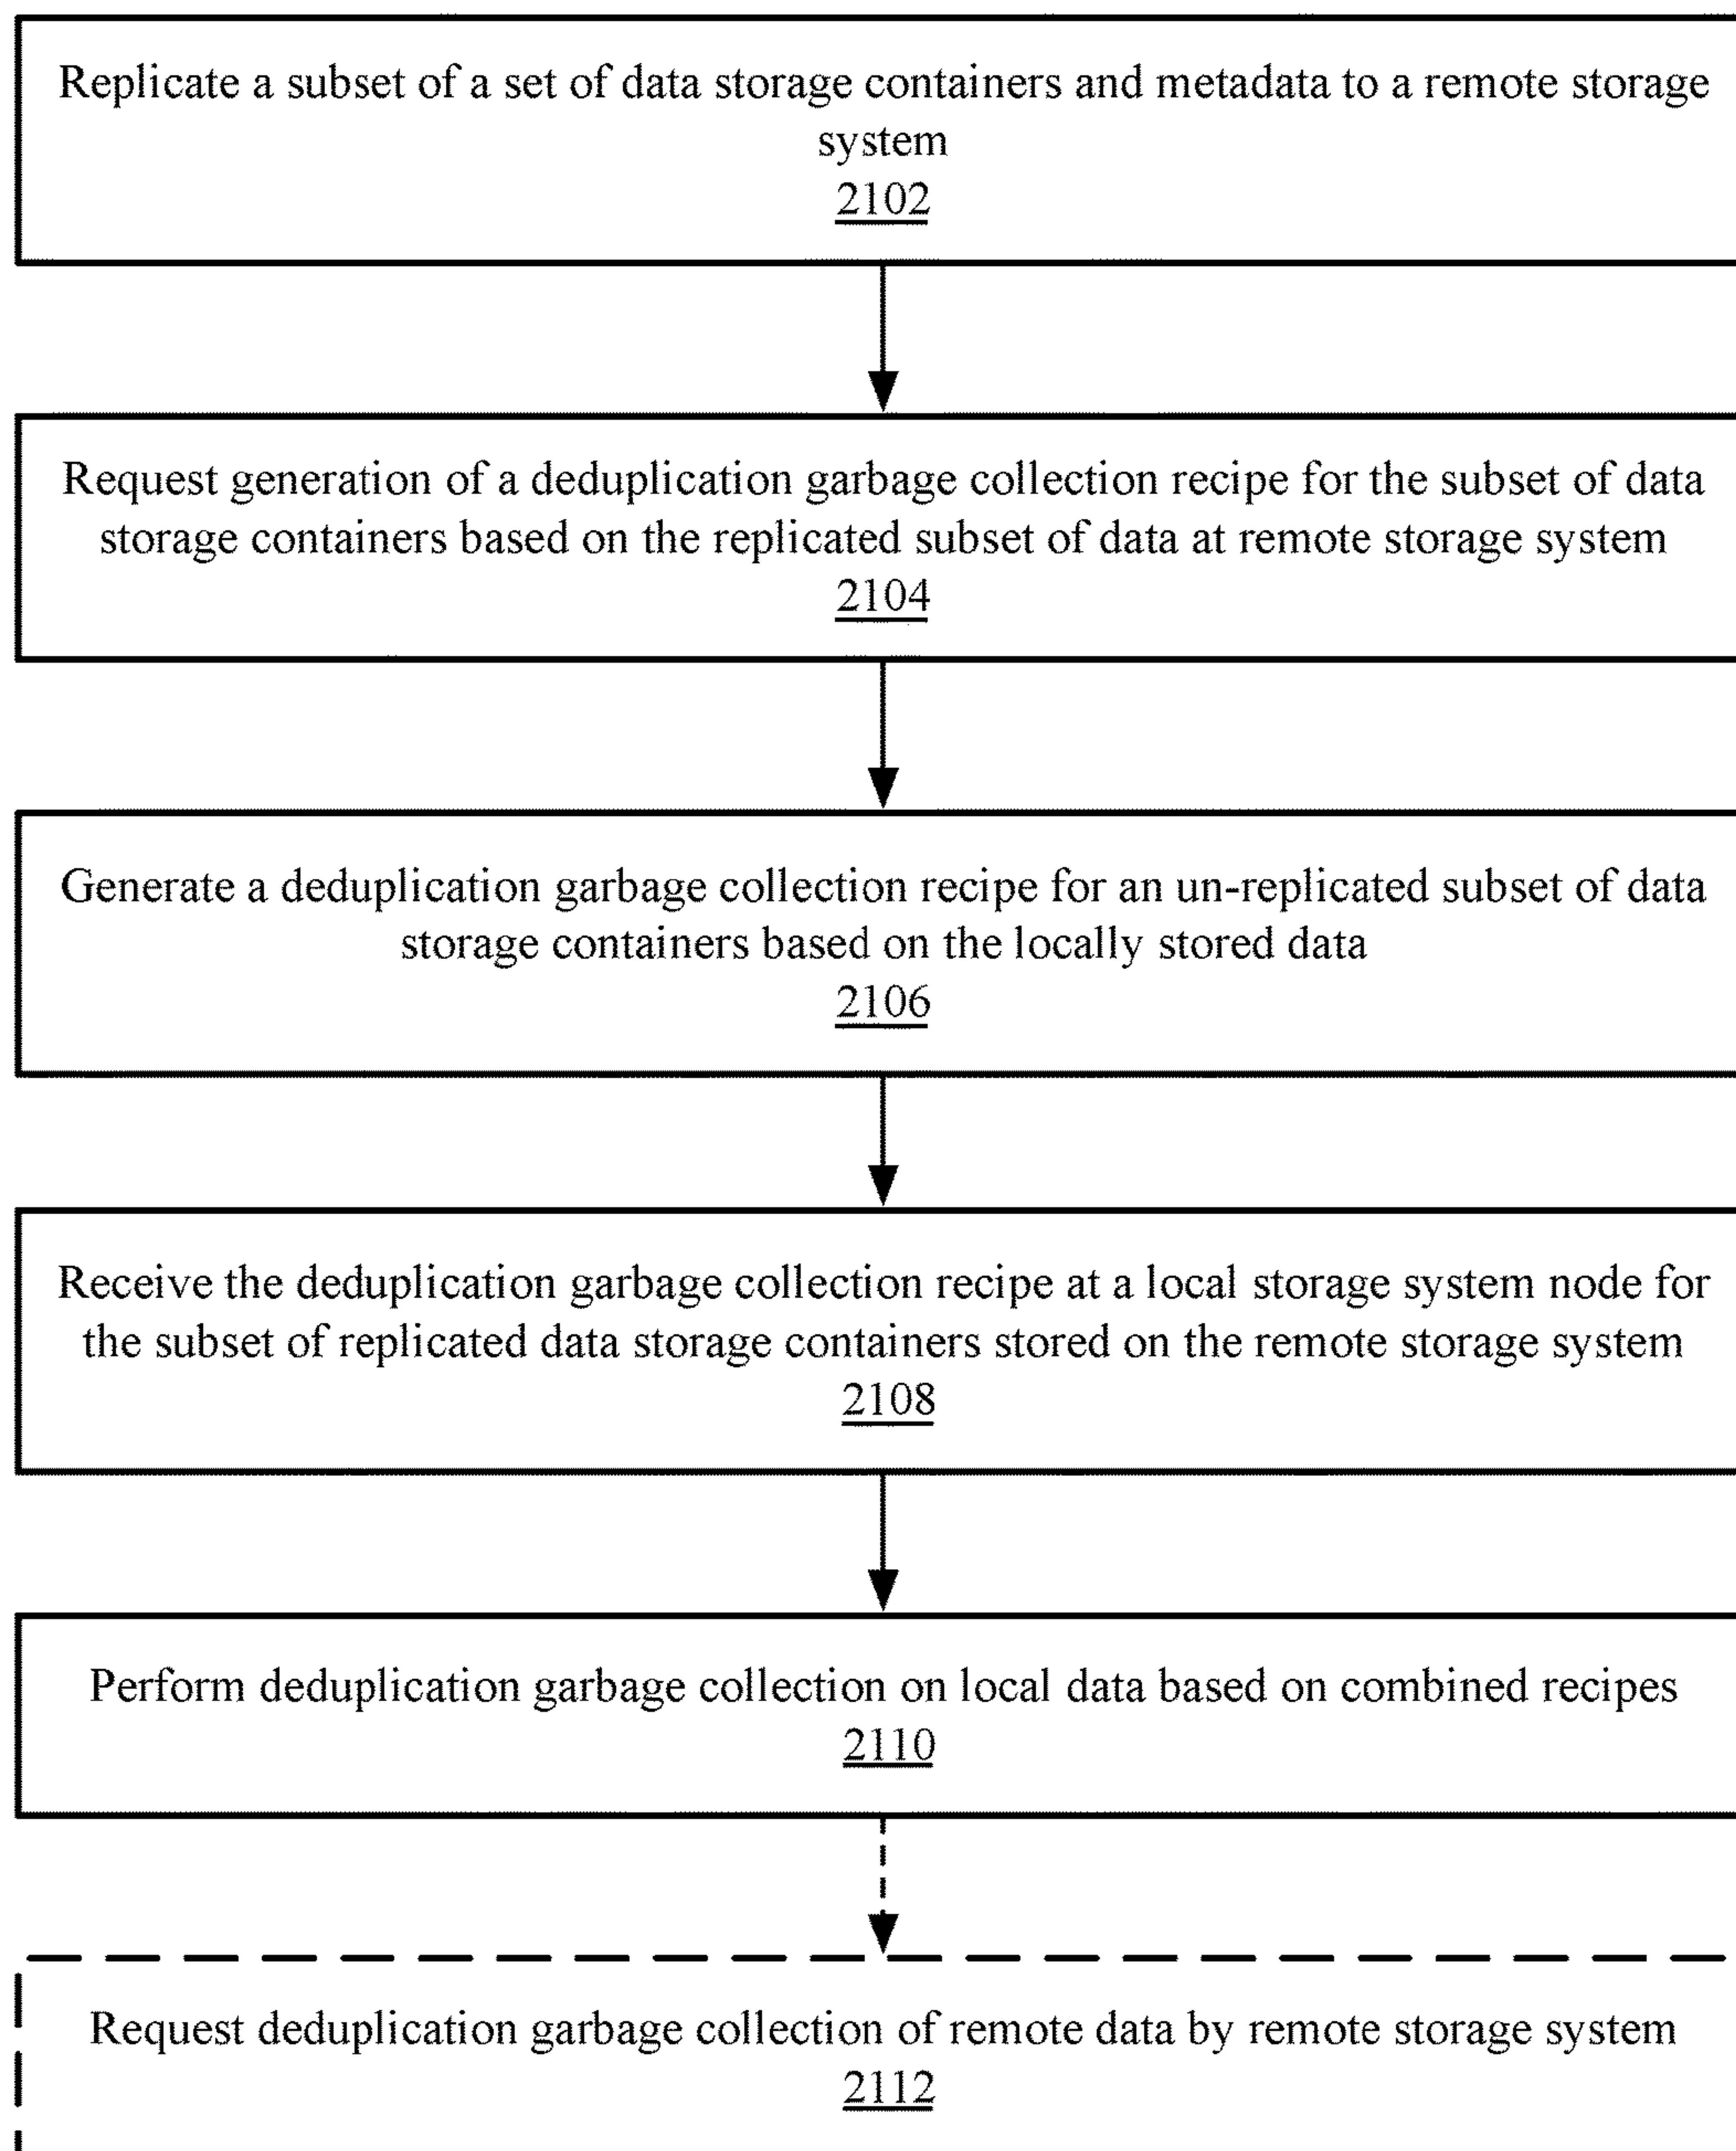 Replicate a subset of a set of data storage containers and metadata to a remote storage
system
2102
Request generation of a deduplication garbage collection recipe for the subset of data
storage containers based on the replicated subset of data at remote storage system
2104
Generate a deduplication garbage collection recipe for an un-replicated subset of data
storage containers based on the locally stored data
2106
Receive the deduplication garbage collection recipe at a local storage system node for
the subset of replicated data storage containers stored on the remote storage system
2108
Perform deduplication garbage collection on local data based on combined recipes
2110
Request deduplication garbage collection of remote data by remote storage system
2112